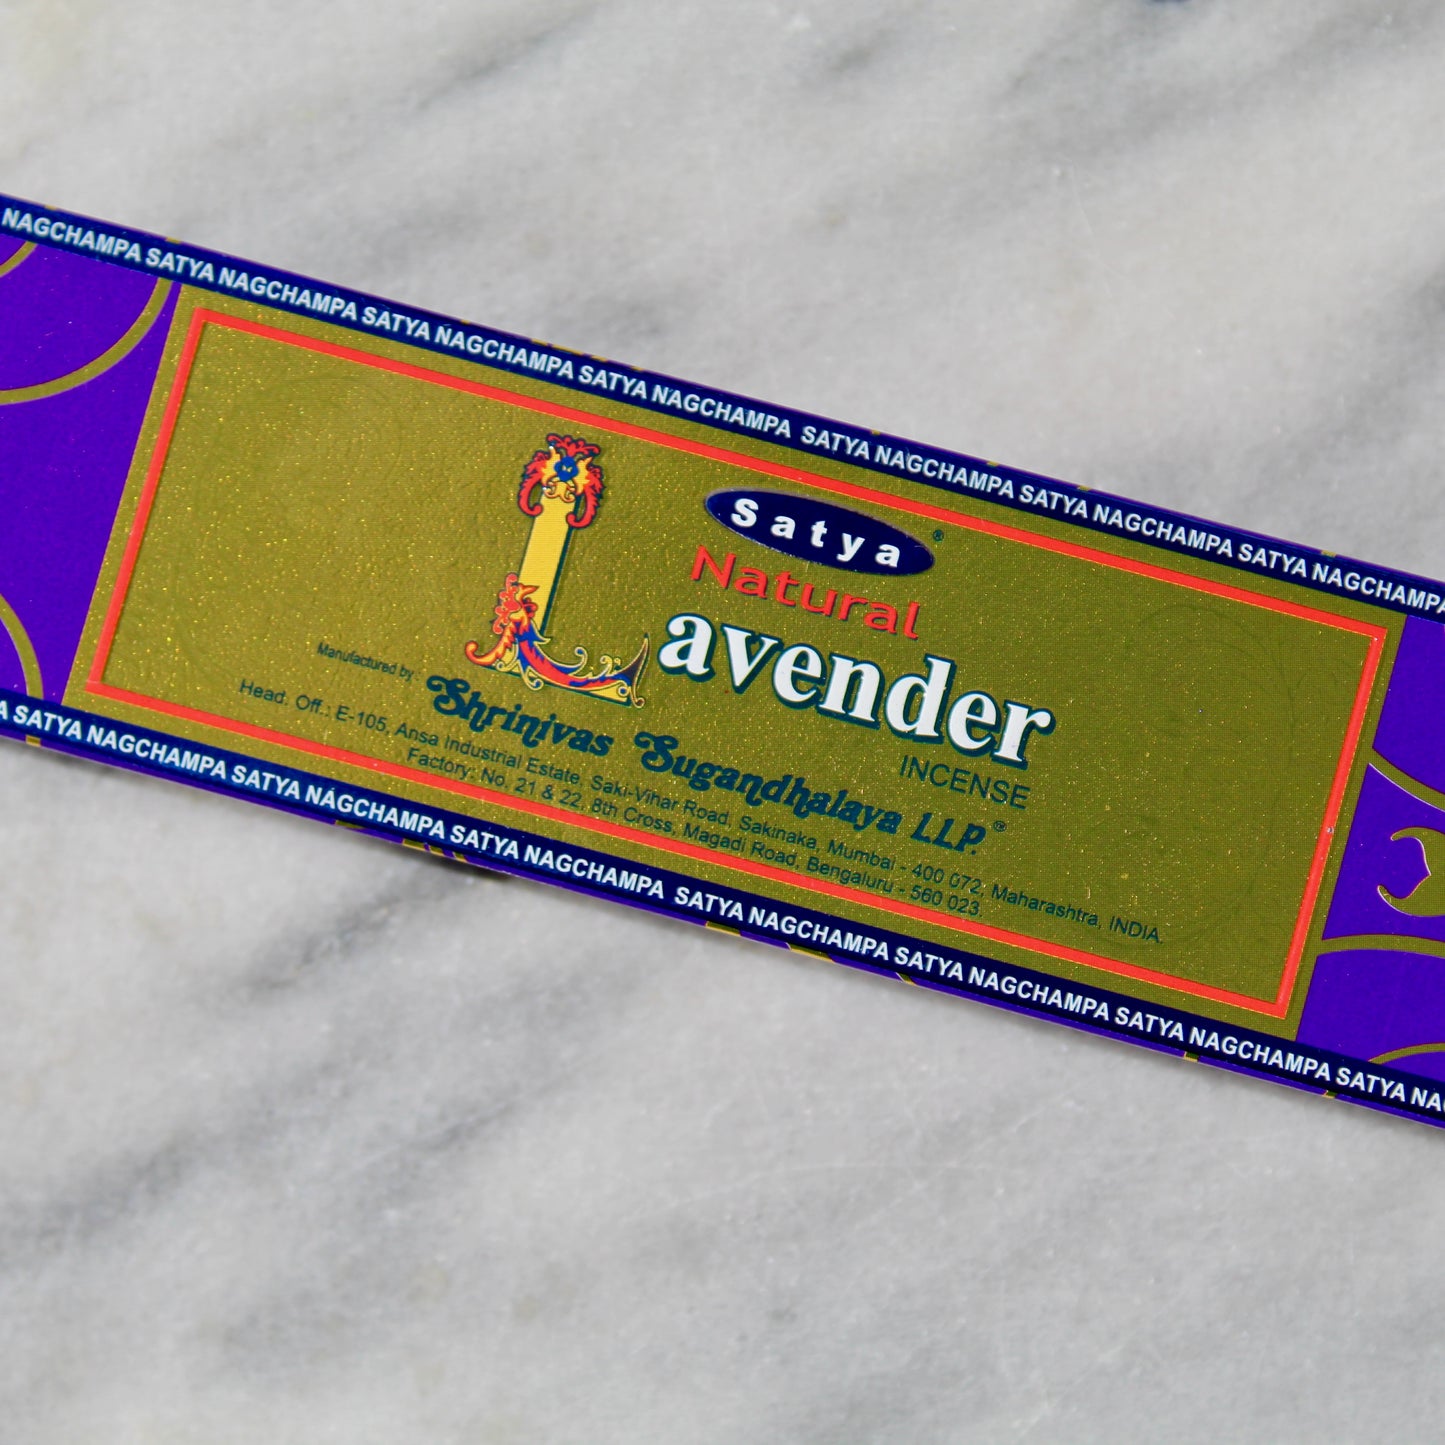 NAGCHAMPA SATYA NAGCHAMPA SATYA NAGCHAMPA SATYA NAGCHAMPA SATYA NAGCHAMPA SATYA NAGCHAMPA SATYA NAGCHAMPA
Satya®
Natural
Lavender
INCENSE
Manufactured by:
Shrinivas Sugandhalaya LLP.®
Head. Off.: E-105, Ansa Industrial Estate, Saki-Vihar Road, Sakinaka, Mumbai - 400 072, Maharashtra, INDIA.
Factory: No. 21 & 22, 8th Cross, Magadi Road, Bengaluru - 560 023.
A SATYA NAGCHAMPA SATYA NAGCHAMPA SATYA NAGCHAMPA SATYA NAGCHAMPA SATYA NAGCHAMPA SATYA NAGCHAMPA SATYA NAG